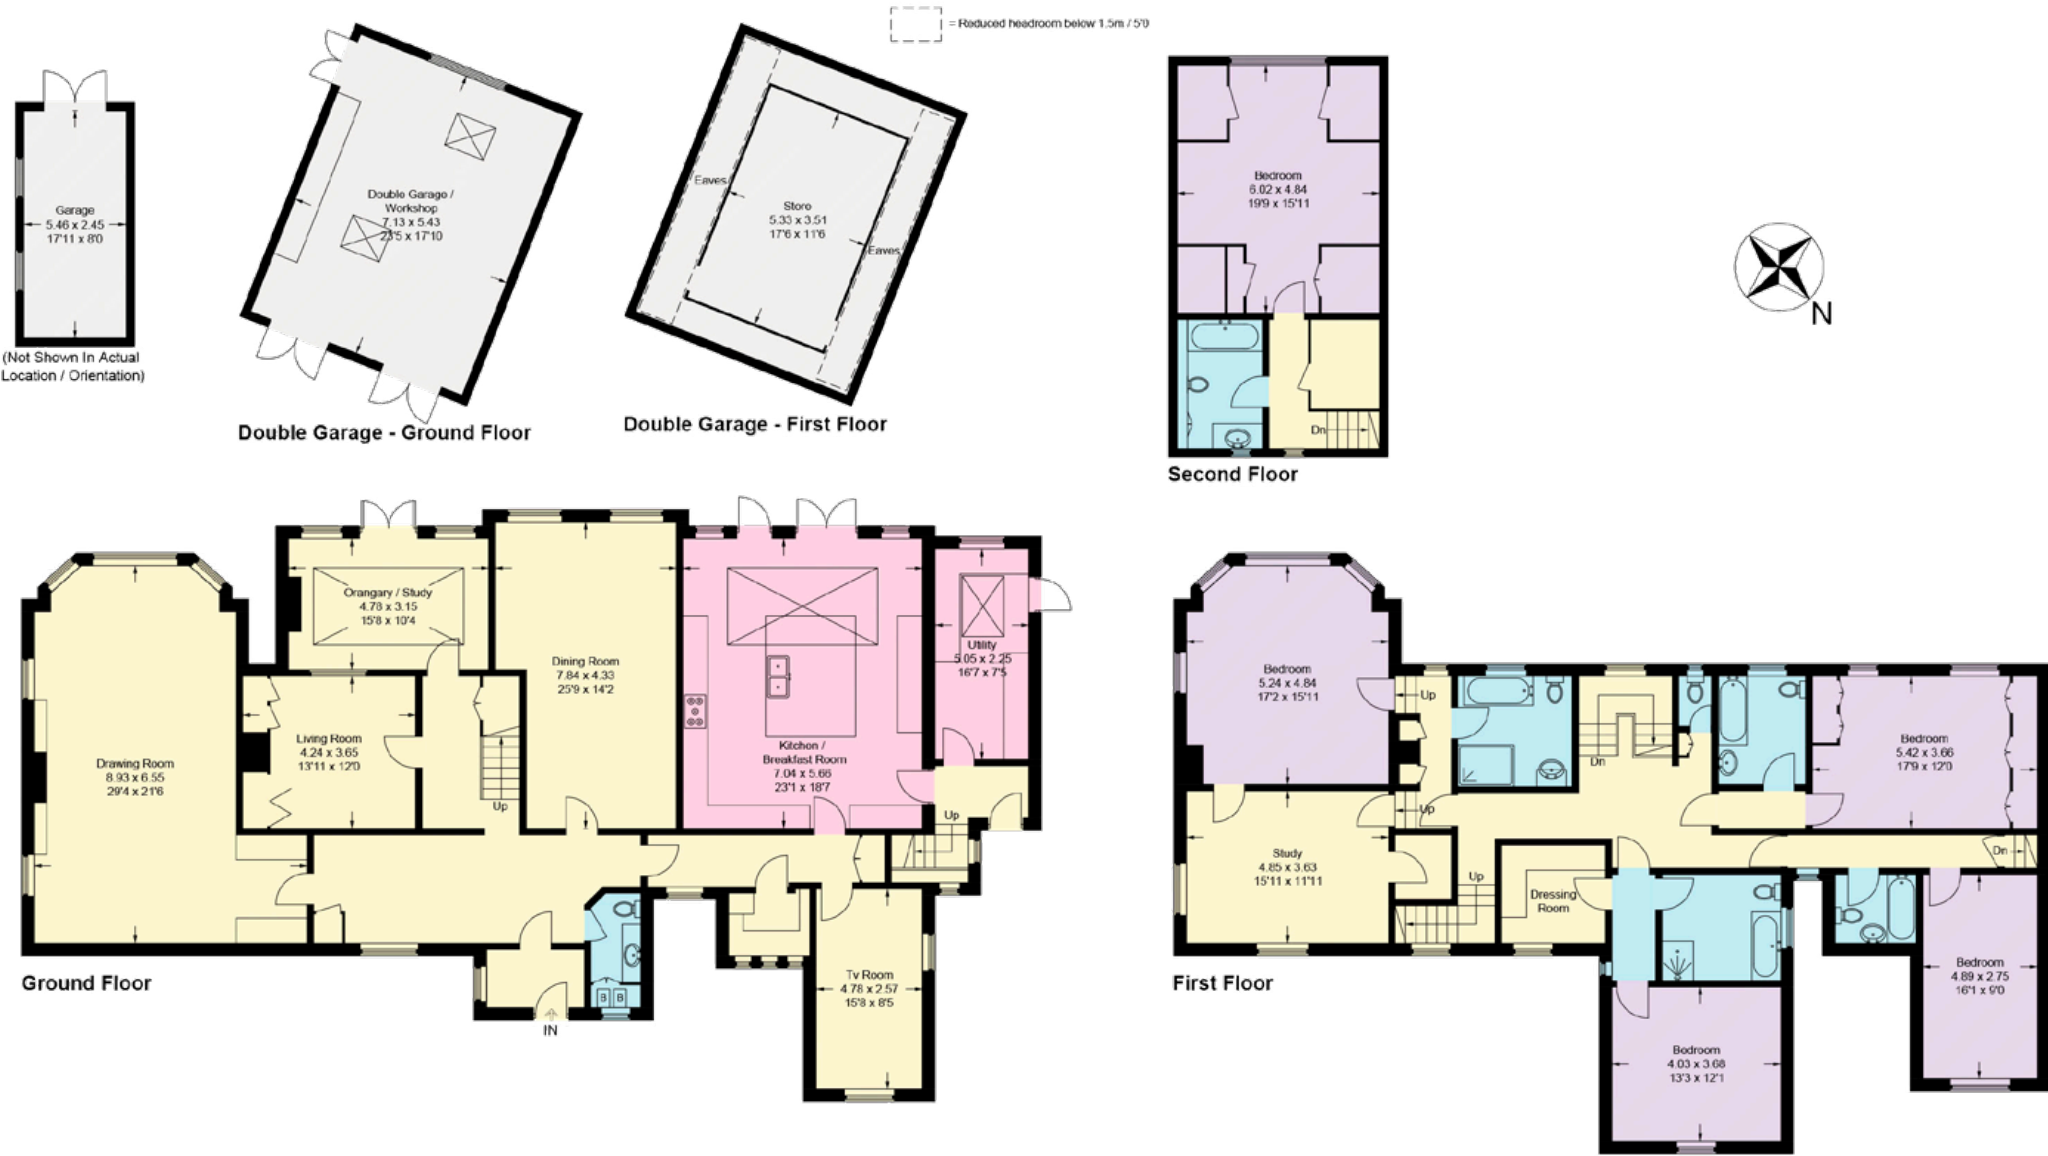 = Reduced headroom below 1.5m / 5'0
Garage
5.46 x 2.45
17'11 x 8'0
(Not Shown In Actual
Location / Orientation)
Double Garage /
Workshop
7.13 x 5.43
23'5 x 17'10
Double Garage - Ground Floor
Eaves
Store
5.33 x 3.51
17'6 x 11'6
Eaves
Double Garage - First Floor
Bedroom
6.02 x 4.84
19'9 x 15'11
Dn
Second Floor
N
Orangary / Study
4.78 x 3.15
15'8 x 10'4
Dining Room
7.84 x 4.33
25'9 x 14'2
Utility
5.05 x 2.25
16'7 x 7'5
Living Room
4.24 x 3.65
13'11 x 12'0
Drawing Room
8.93 x 6.55
29'4 x 21'6
Kitchen /
Breakfast Room
7.04 x 5.66
23'1 x 18'7
Up
Up
Tv Room
4.78 x 2.57
15'8 x 8'5
B B
IN
Ground Floor
Bedroom
5.24 x 4.84
17'2 x 15'11
Up
Dn
Up
Bedroom
5.42 x 3.66
17'9 x 12'0
Study
4.85 x 3.63
15'11 x 11'11
Up
Dressing
Room
Dn
Bedroom
4.89 x 2.75
16'1 x 9'0
Bedroom
4.03 x 3.68
13'3 x 12'1
First Floor